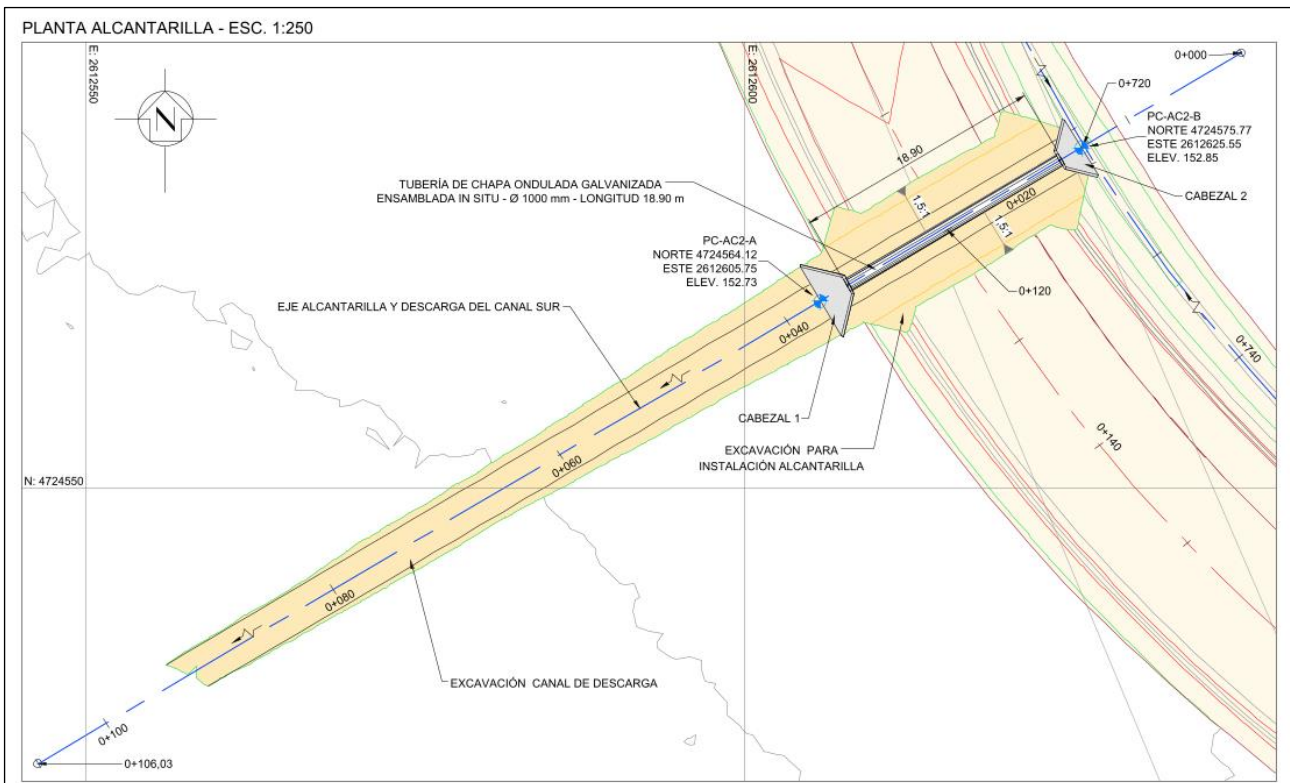 PLANTA ALCANTARILLA - ESC. 1:250
E: 2612550
E: 2612600
N
0+000
0+720
PC-AC2-B
NORTE 4724575.77
ESTE 2612625.55
ELEV. 152.85
18.90
TUBERÍA DE CHAPA ONDULADA GALVANIZADA
ENSAMBLADA IN SITU - Ø 1000 mm - LONGITUD 18.90 m
1.5:1
0+020
CABEZAL 2
1.5:1
PC-AC2-A
NORTE 4724564.12
ESTE 2612605.75
ELEV. 152.73
0+120
EJE ALCANTARILLA Y DESCARGA DEL CANAL SUR
0+040
0+740
CABEZAL 1
0+140
EXCAVACIÓN PARA
INSTALACIÓN ALCANTARILLA
0+060
N: 4724550
0+080
EXCAVACIÓN CANAL DE DESCARGA
0+100
0+106,03